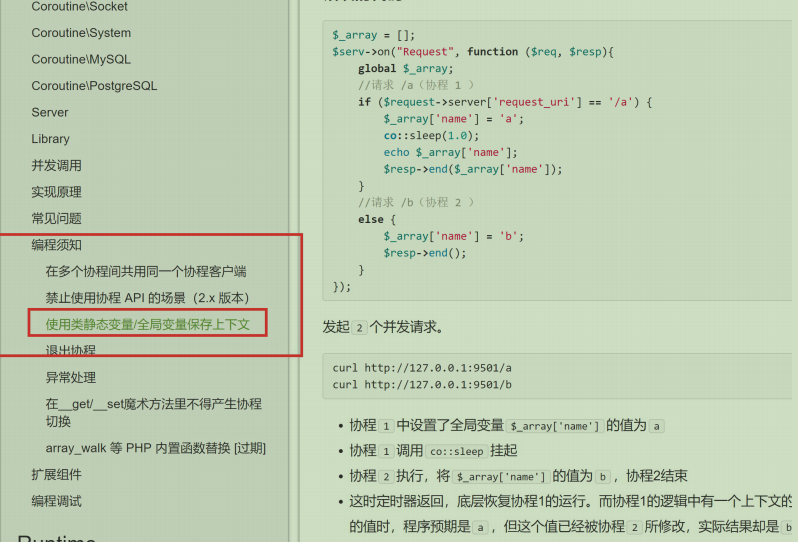 Coroutine\Socket
Coroutine\System
Coroutine\MySQL
Coroutine\PostgreSQL
Server
Library
并发调用
实现原理
常见问题
编程须知
在多个协程间共用同一个协程客户端
禁止使用协程 API 的场景（2.x 版本）
使用类静态变量/全局变量保存上下文
退出协程
异常处理
在__get/__set魔术方法里不得产生协程
切换
array_walk 等 PHP 内置函数替换 [过期]
扩展组件
编程调试
Runtime
$_array = [];
$serv->on("Request", function ($req, $resp){
global $_array;
//请求 /a（协程 1 ）
if ($request->server['request_uri'] == '/a') {
$_array['name'] = 'a';
co::sleep(1.0);
echo $_array['name'];
$resp->end($_array['name']);
}
//请求 /b（协程 2 ）
else {
$_array['name'] = 'b';
$resp->end();
}
});
发起 2 个并发请求。
curl http://127.0.0.1:9501/a
curl http://127.0.0.1:9501/b
• 协程 1 中设置了全局变量 $_array['name'] 的值为 a
• 协程 1 调用 co::sleep 挂起
• 协程 2 执行，将 $_array['name'] 的值为 b ，协程2结束
• 这时定时器返回，底层恢复协程1的运行。而协程1的逻辑中有一个上下文的
的值时，程序预期是 a ，但这个值已经被协程 2 所修改，实际结果却是 b